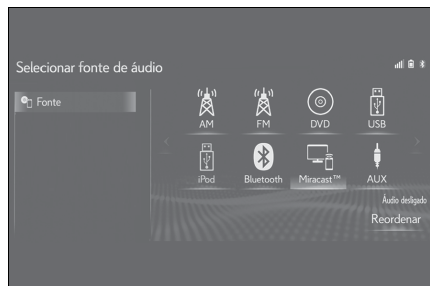 Selecionar fonte de áudio
Fonte
AM
FM
DVD
USB
iPod
Bluetooth
Miracast™
AUX
Áudio desligado
Reordenar